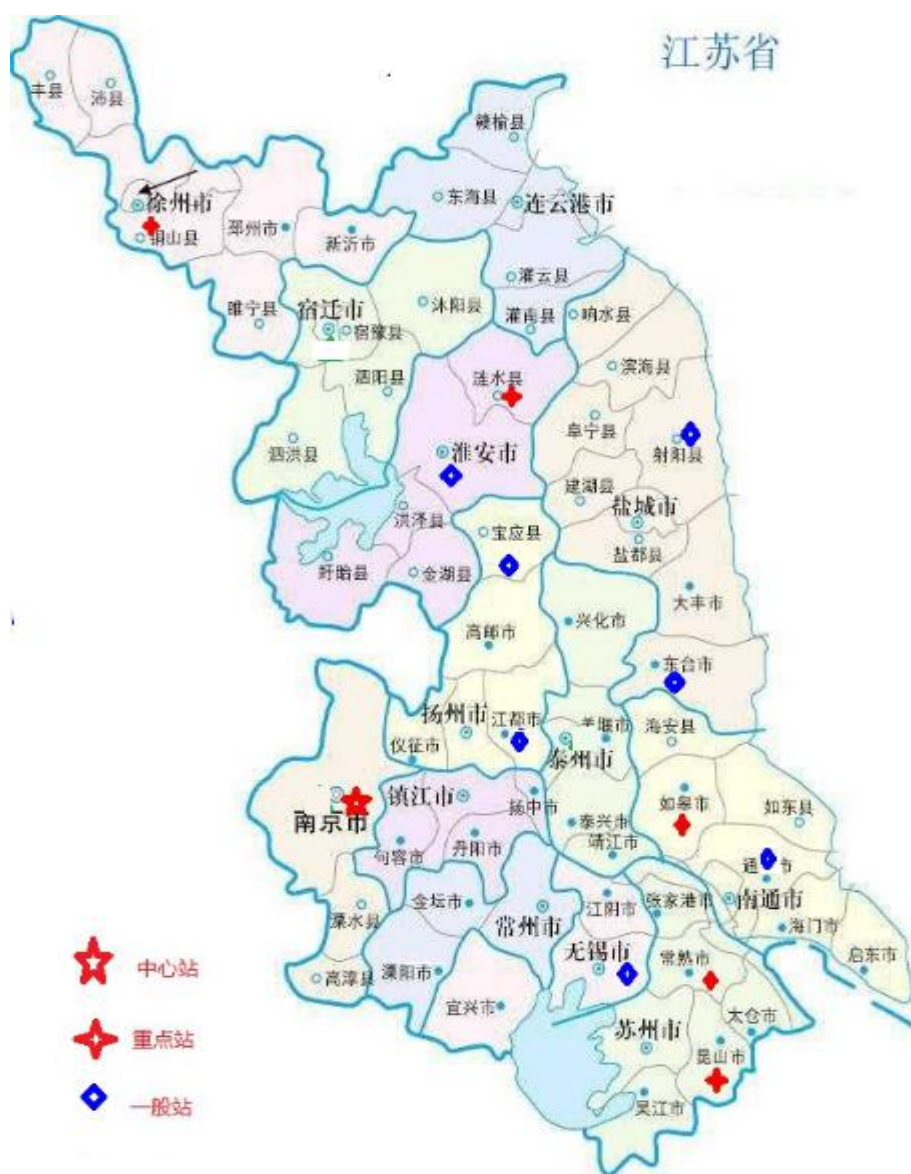 江苏省
丰县
沛县
赣榆县
东海县
连云港市
徐州市
铜山县
邳州市
新沂市
灌云县
睢宁县
宿迁市
宿豫县
沭阳县
灌南县
响水县
滨海县
泗阳县
涟水县
阜宁县
射阳县
泗洪县
淮安市
建湖县
盐城市
洪泽县
宝应县
盐都县
盱眙县
金湖县
大丰市
兴化市
高邮市
东台市
扬州市
江都市
海安县
仪征市
泰州市
镇江市
扬中市
如皋市
如东县
南京市
泰兴市
靖江市
句容市
丹阳市
南通市
金坛市
江阴市
张家港市
海门市
溧水县
常州市
启东市
无锡市
常熟市
高淳县
溧阳市
宜兴市
太仓市
苏州市
昆山市
吴江市
中心站
重点站
一般站